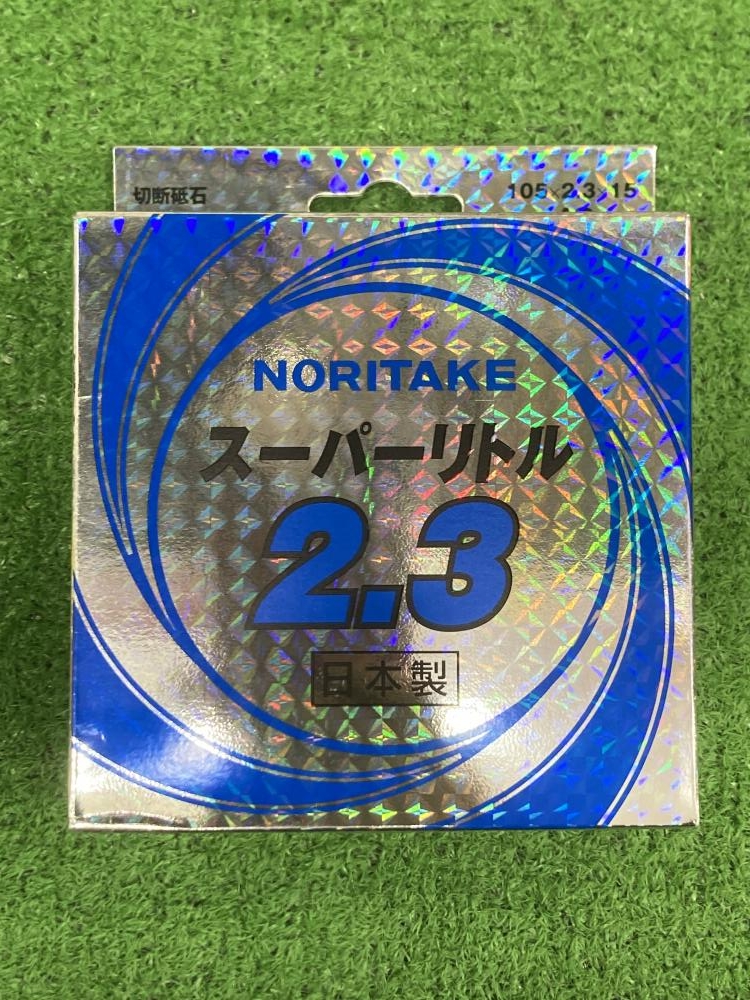 切断砥石
105×2.3×15
NORITAKE
スーパーリトル
2.3
日本製